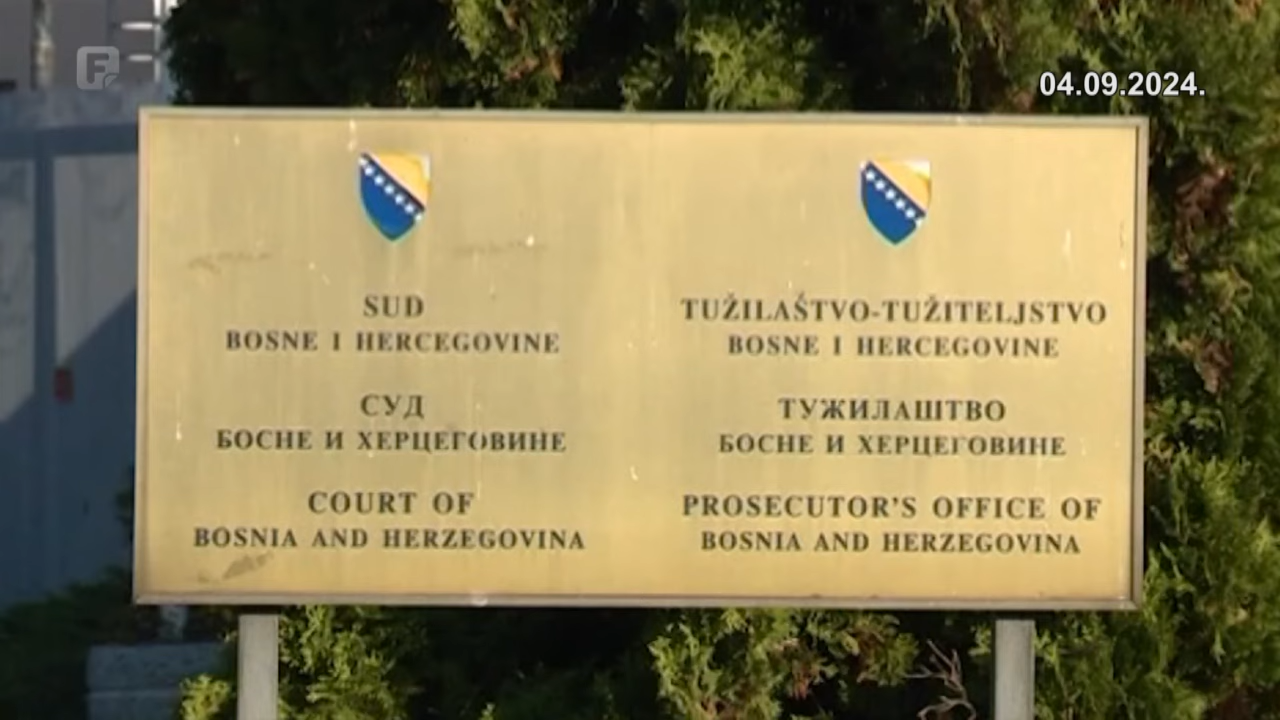 F
04.09.2024.
SUD
BOSNE I HERCEGOVINE
СУД
БОСНЕ И ХЕРЦЕГОВИНЕ
COURT OF
BOSNIA AND HERZEGOVINA
TUŽILAŠTVO-TUŽITELJSTVO
BOSNE I HERCEGOVINE
ТУЖИЛАШТВО
БОСНЕ И ХЕРЦЕГОВИНЕ
PROSECUTOR'S OFFICE OF
BOSNIA AND HERZEGOVINA